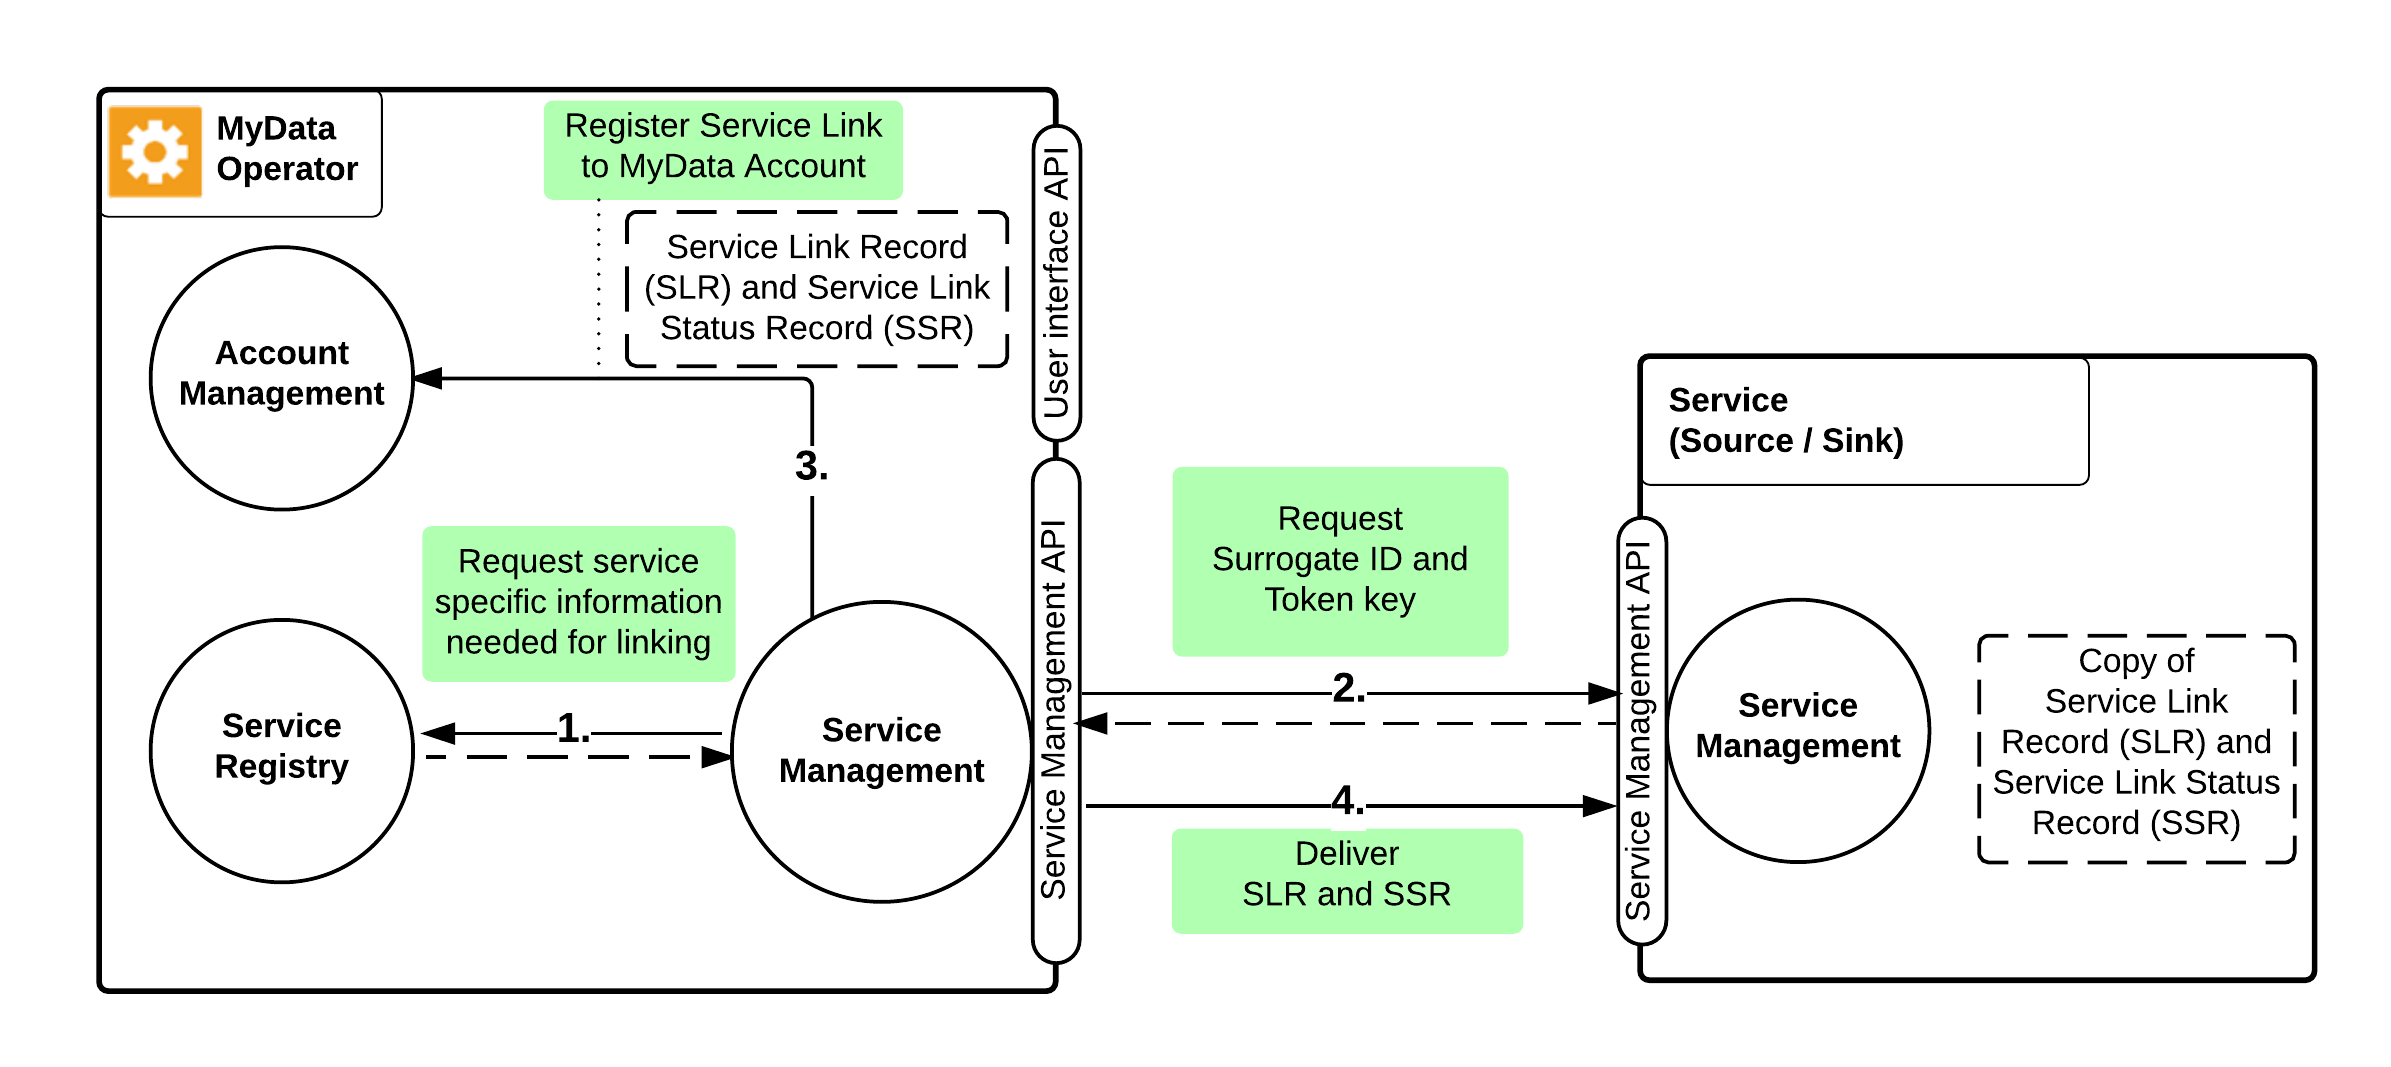 MyData
Operator
Register Service Link
to MyData Account
Service Link Record
(SLR) and Service Link
Status Record (SSR)
User interface API
Account
Management
3.
Request service
specific information
needed for linking
Service
Registry
1.
Service
Management
Service Management API
Request
Surrogate ID and
Token key
2.
4.
Deliver
SLR and SSR
Service
(Source / Sink)
Service Management API
Service
Management
Copy of
Service Link
Record (SLR) and
Service Link Status
Record (SSR)